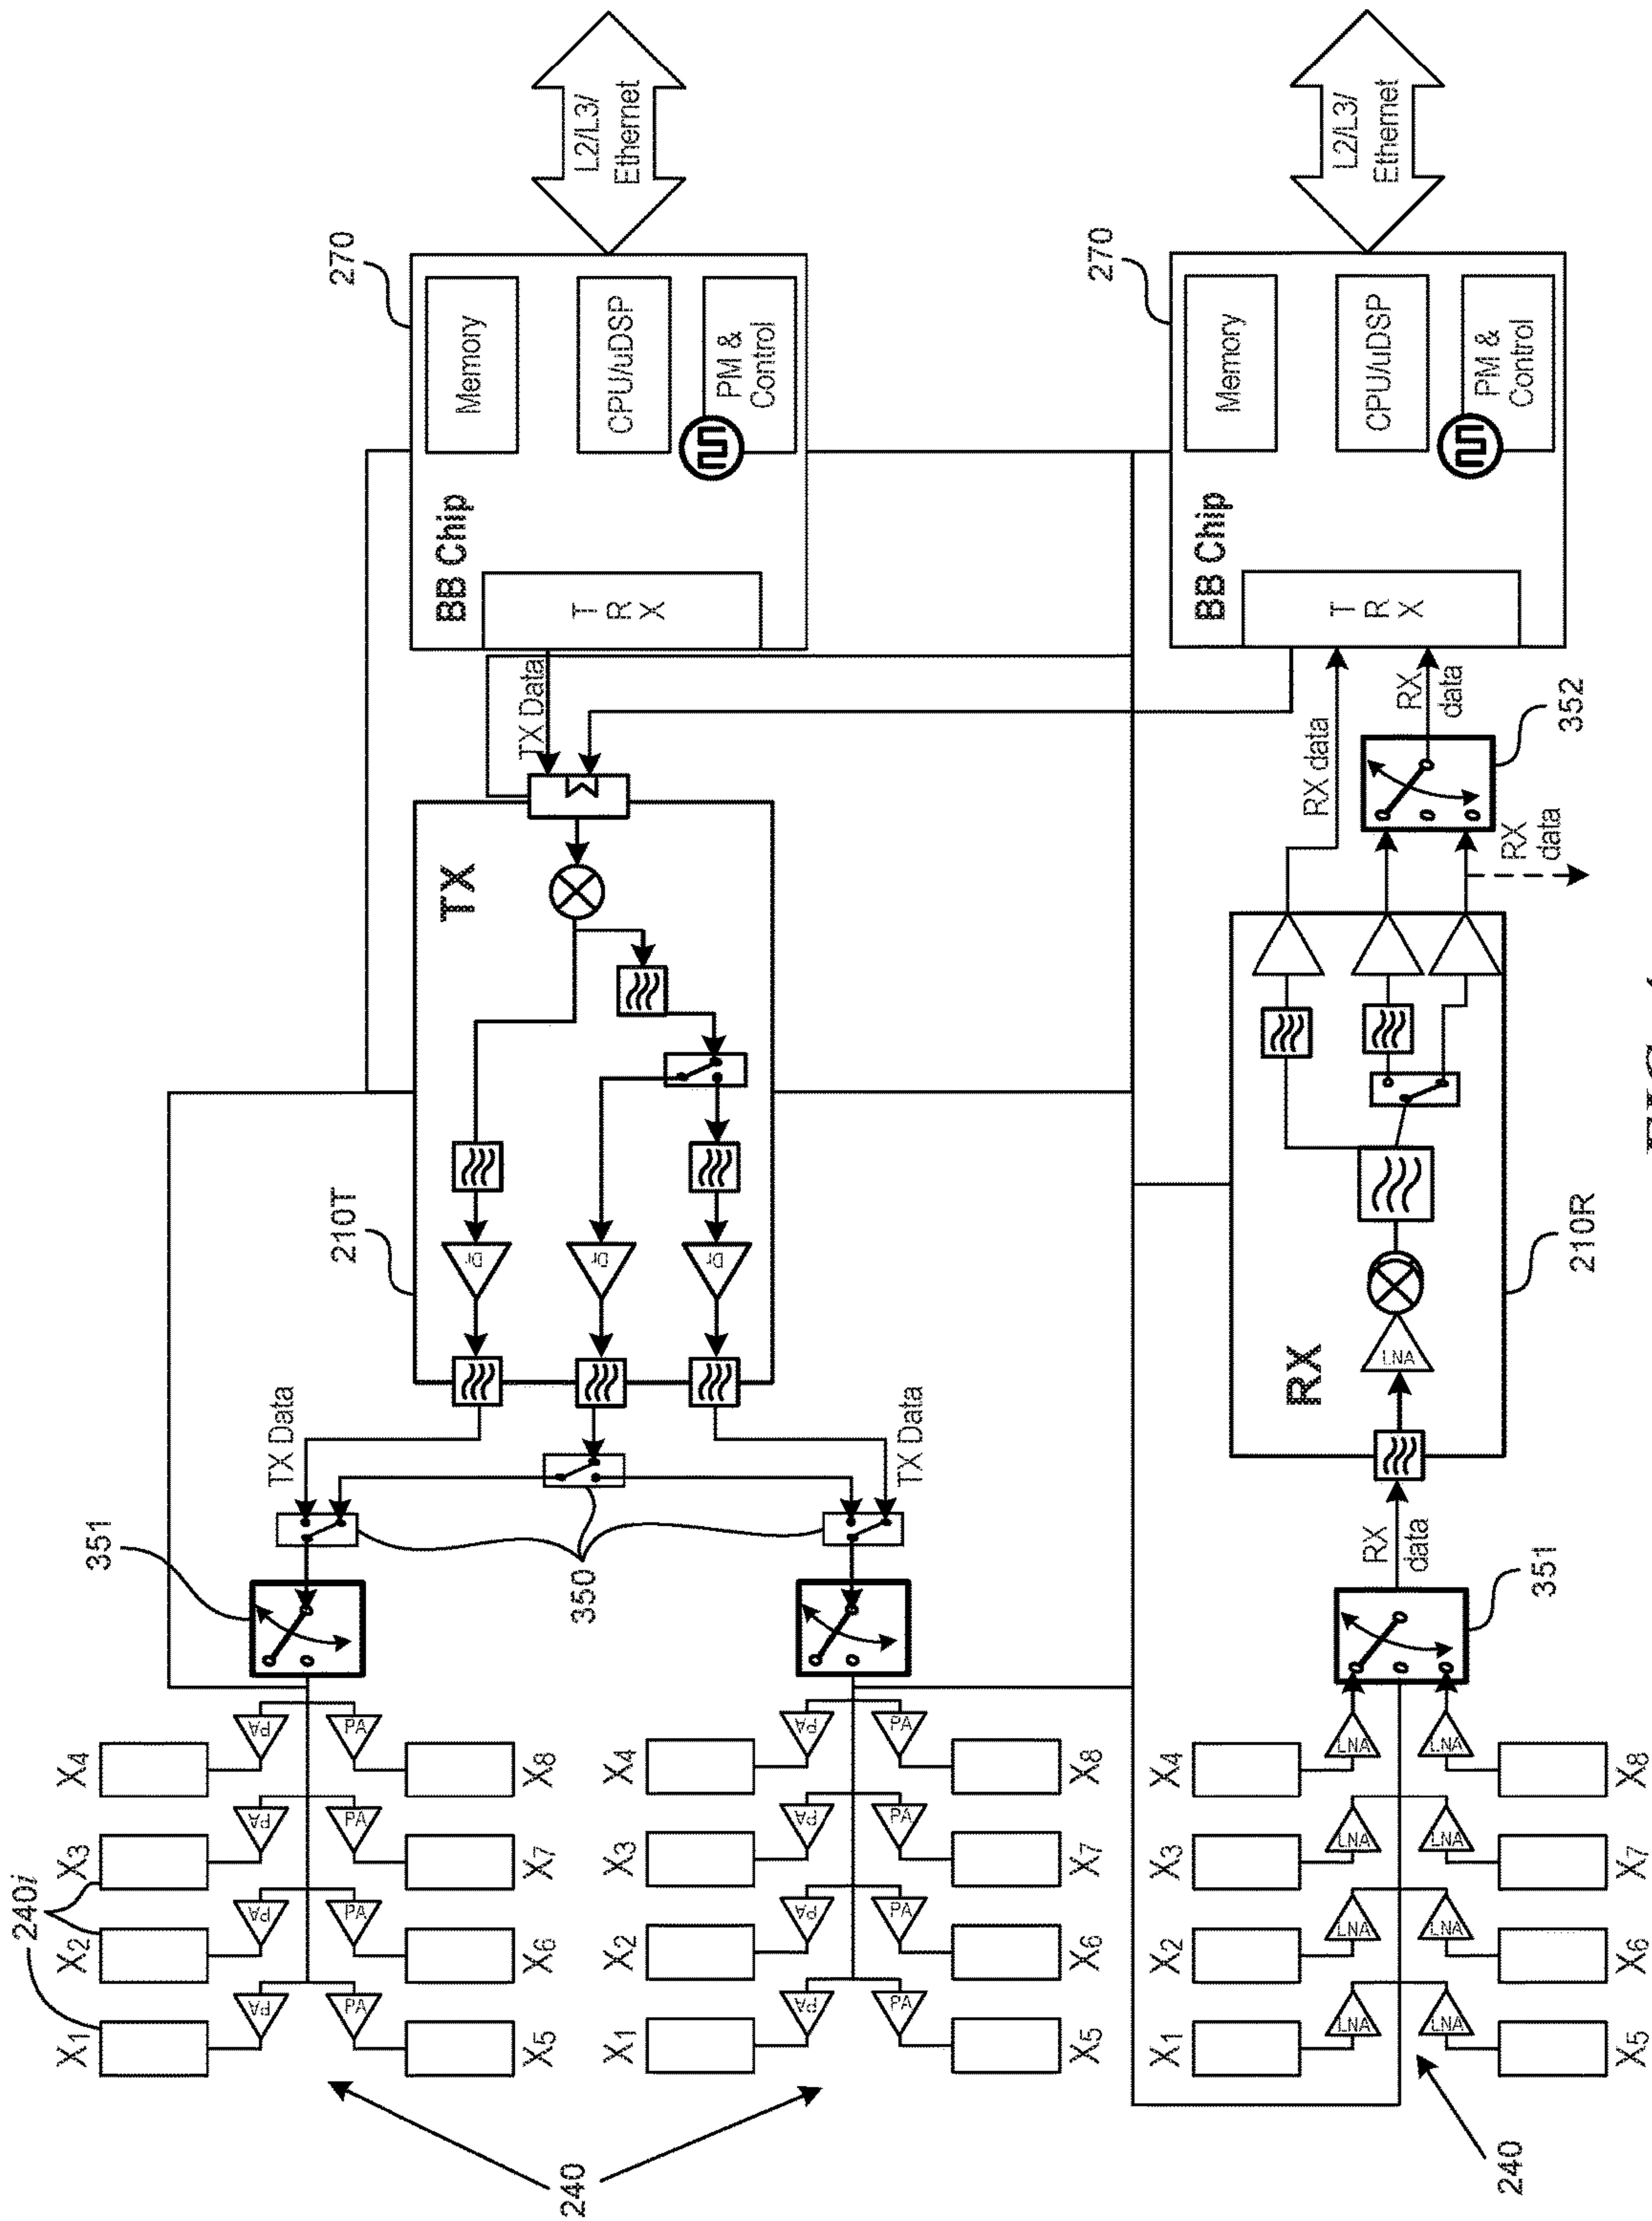 240i
X1
X2
X3
X4
PA
PA
PA
PA
PA
PA
PA
PA
X5
X6
X7
X8
351
TX Data
240
350
X1
X2
X3
X4
PA
PA
PA
PA
PA
PA
PA
PA
X5
X6
X7
X8
TX Data
210T
TX
Dr
Dr
Dr
TX Data
Σ
270
BB Chip
T
R
X
Memory
CPU/uDSP
PM &
Control
L2/L3/
Ethernet
X1
X2
X3
X4
LNA
LNA
LNA
LNA
LNA
LNA
LNA
LNA
X5
X6
X7
X8
240
351
RX
data
RX
LNA
210R
RX data
RX
data
RX
data
352
270
BB Chip
T
R
X
Memory
CPU/uDSP
PM &
Control
L2/L3/
Ethernet